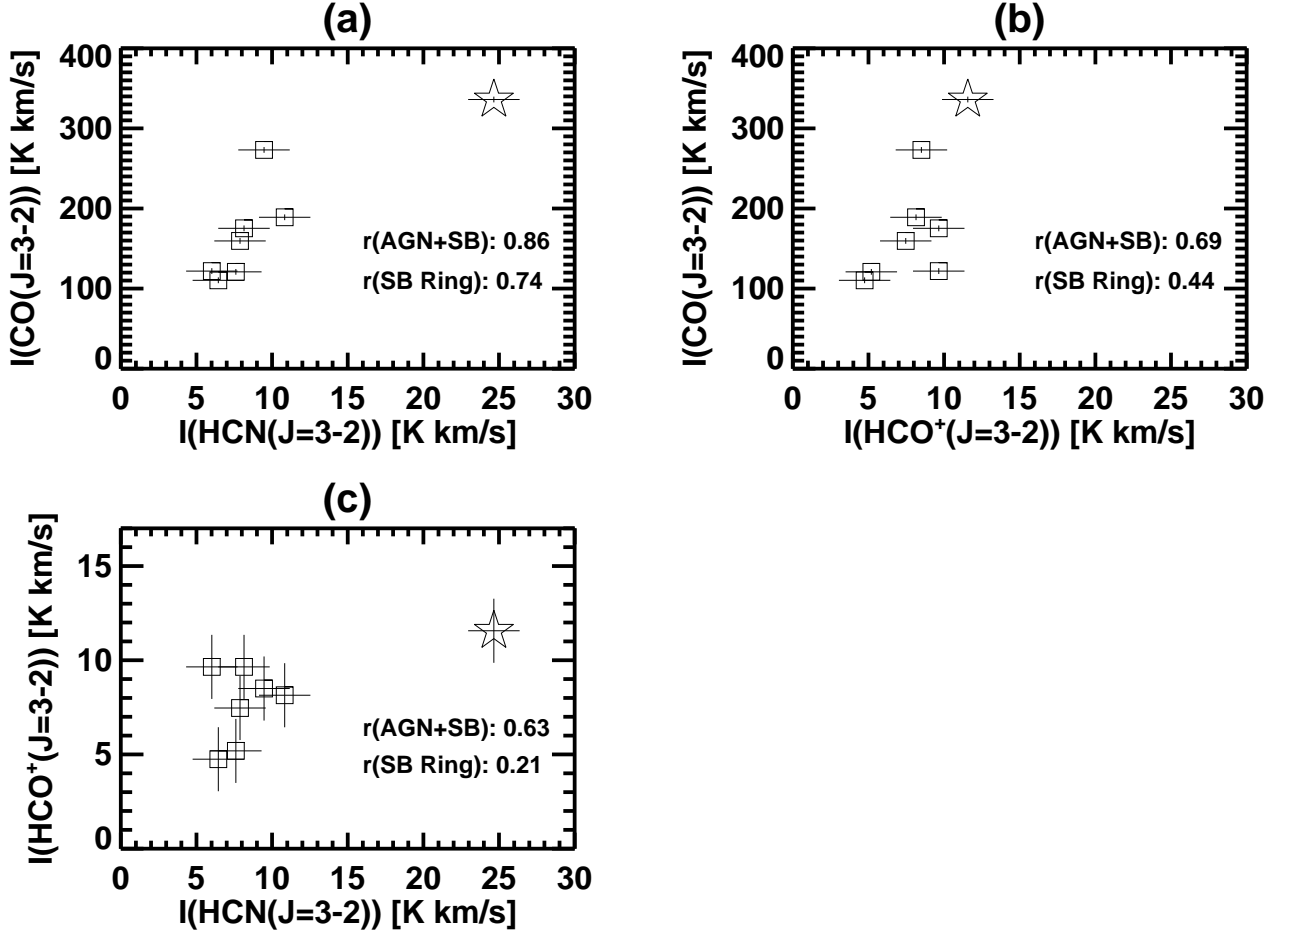 (a)
I(CO(J=3-2)) [K km/s]
400
300
200
100
0
r(AGN+SB): 0.86
r(SB Ring): 0.74
0 5 10 15 20 25 30
I(HCN(J=3-2)) [K km/s]
(b)
I(CO(J=3-2)) [K km/s]
400
300
200
100
0
r(AGN+SB): 0.69
r(SB Ring): 0.44
0 5 10 15 20 25 30
I(HCO⁺(J=3-2)) [K km/s]
(c)
I(HCO⁺(J=3-2)) [K km/s]
15
10
5
0
r(AGN+SB): 0.63
r(SB Ring): 0.21
0 5 10 15 20 25 30
I(HCN(J=3-2)) [K km/s]